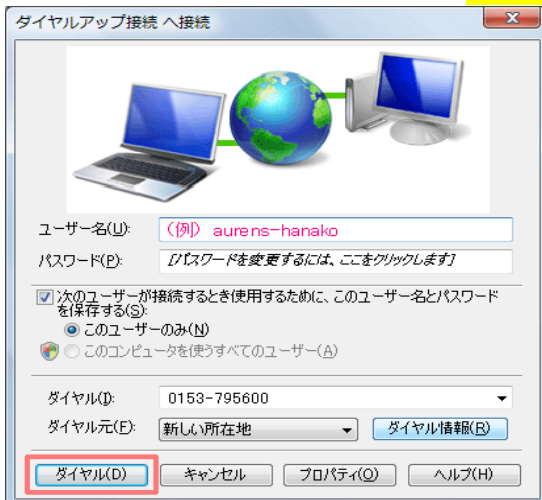 ダイヤルアップ接続 へ接続
ユーザー名(U):
(例) aurens-hanako
パスワード(P):
[パスワードを変更するには、ここをクリックします]
次のユーザーが接続するとき使用するために、このユーザー名とパスワード
を保存する(S):
このユーザーのみ(N)
このコンピュータを使うすべてのユーザー(A)
ダイヤル(I):
0153-795600
ダイヤル元(F):
新しい所在地
ダイヤル情報(R)
ダイヤル(D)
キャンセル
プロパティ(O)
ヘルプ(H)